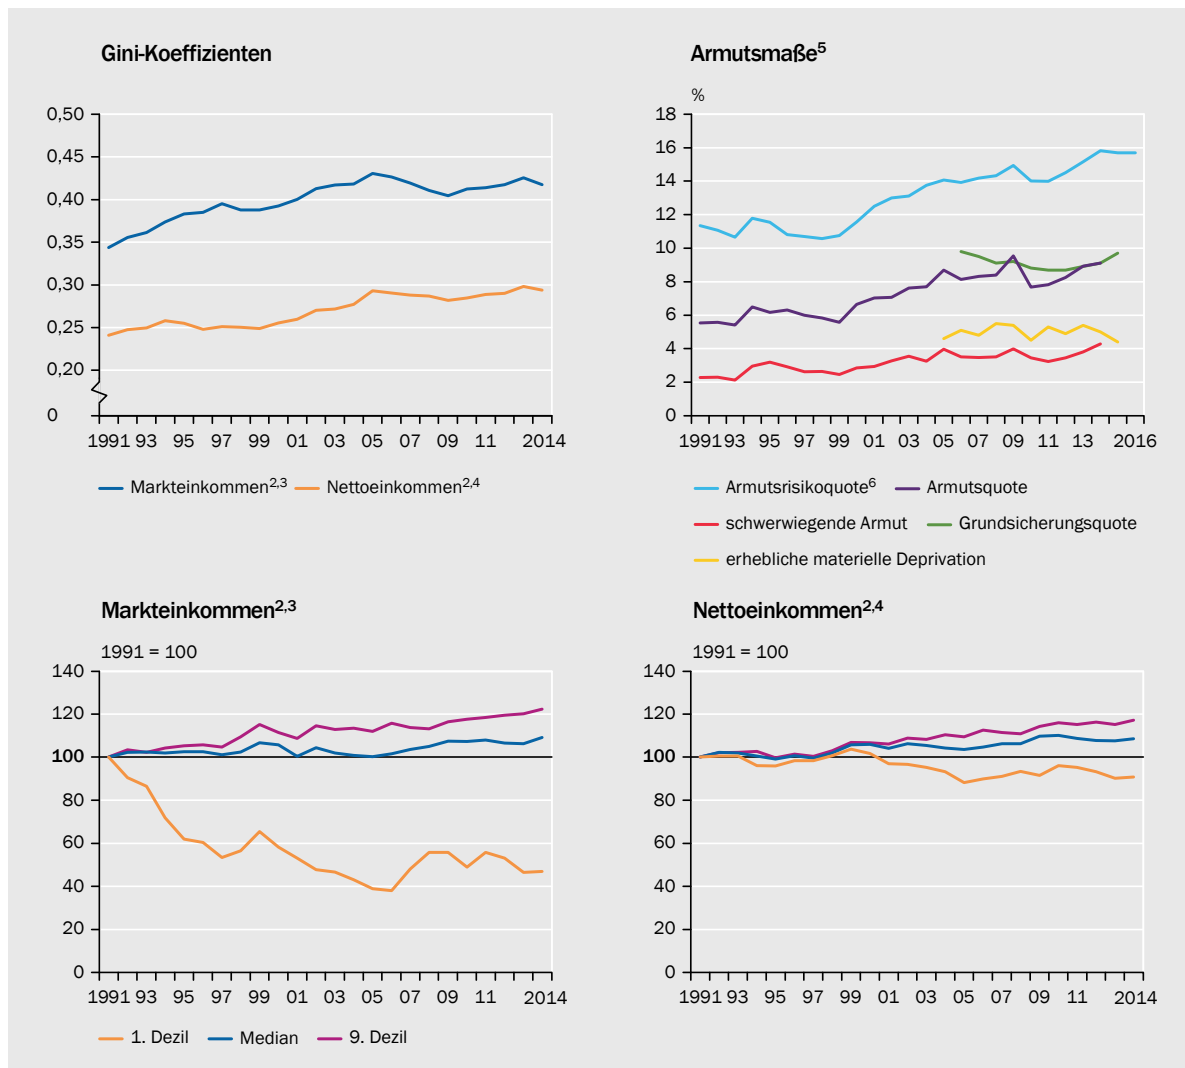 Gini-Koeffizienten
0,50
0,45
0,40
0,35
0,30
0,25
0,20
0
1991 93 95 97 99 01 03 05 07 09 11 2014
Markteinkommen2,3 Nettoeinkommen2,4
Armutsmaße5
%
18
16
14
12
10
8
6
4
2
0
1991 93 95 97 99 01 03 05 07 09 11 13 2016
Armutsrisikoquote6 Armutsquote
schwerwiegende Armut Grundsicherungsquote
erhebliche materielle Deprivation
Markteinkommen2,3
1991 = 100
140
120
100
80
60
40
20
0
1991 93 95 97 99 01 03 05 07 09 11 2014
1. Dezil Median 9. Dezil
Nettoeinkommen2,4
1991 = 100
140
120
100
80
60
40
20
0
1991 93 95 97 99 01 03 05 07 09 11 2014